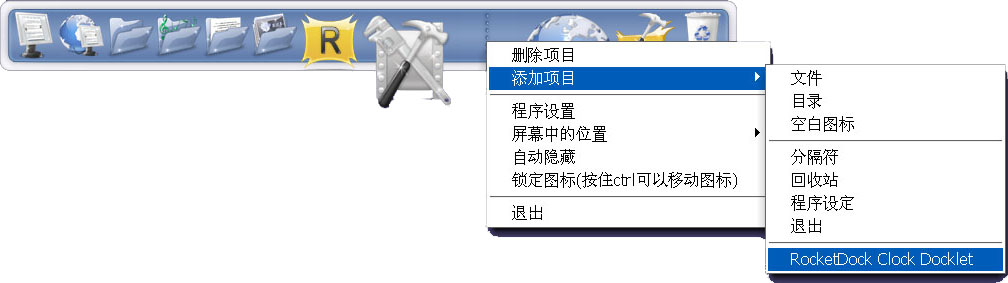 R
删除项目
添加项目
程序设置
屏幕中的位置
自动隐藏
锁定图标(按住ctrl可以移动图标)
退出
文件
目录
空白图标
分隔符
回收站
程序设定
退出
RocketDock Clock Docklet